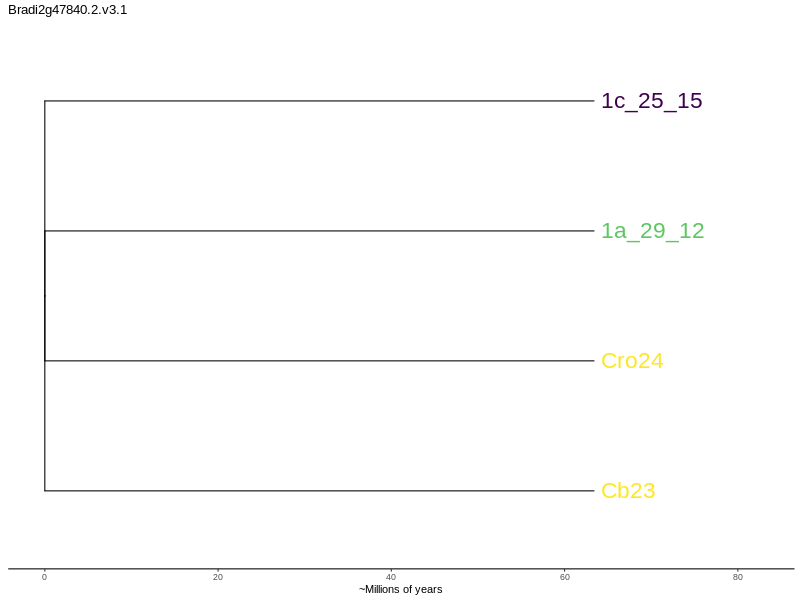 Bradi2g47840.2.v3.1
1c_25_15
1a_29_12
Cro24
Cb23
0 20 40 60 80
~Millions of years